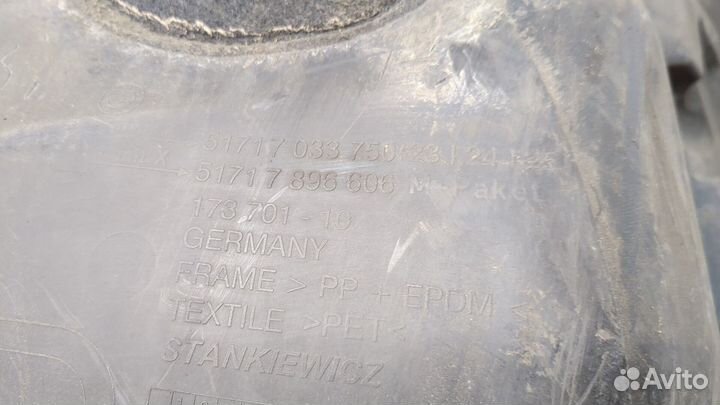 51717 033 750
51717 896 606 M-Paket
173 701 - 10
GERMANY
FRAME > PP + EPDM <
TEXTILE >PET<
STANKIEWICZ
Avito